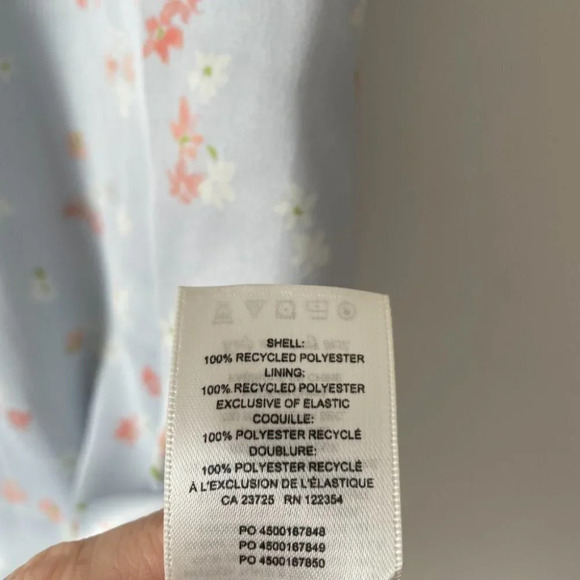 SHELL:
100% RECYCLED POLYESTER
LINING:
100% RECYCLED POLYESTER
EXCLUSIVE OF ELASTIC
COQUILLE:
100% POLYESTER RECYCLÉ
DOUBLURE:
100% POLYESTER RECYCLÉ
À L'EXCLUSION DE L'ÉLASTIQUE
CA 23725 RN 122354
PO 4500167848
PO 4500167849
PO 4500167850